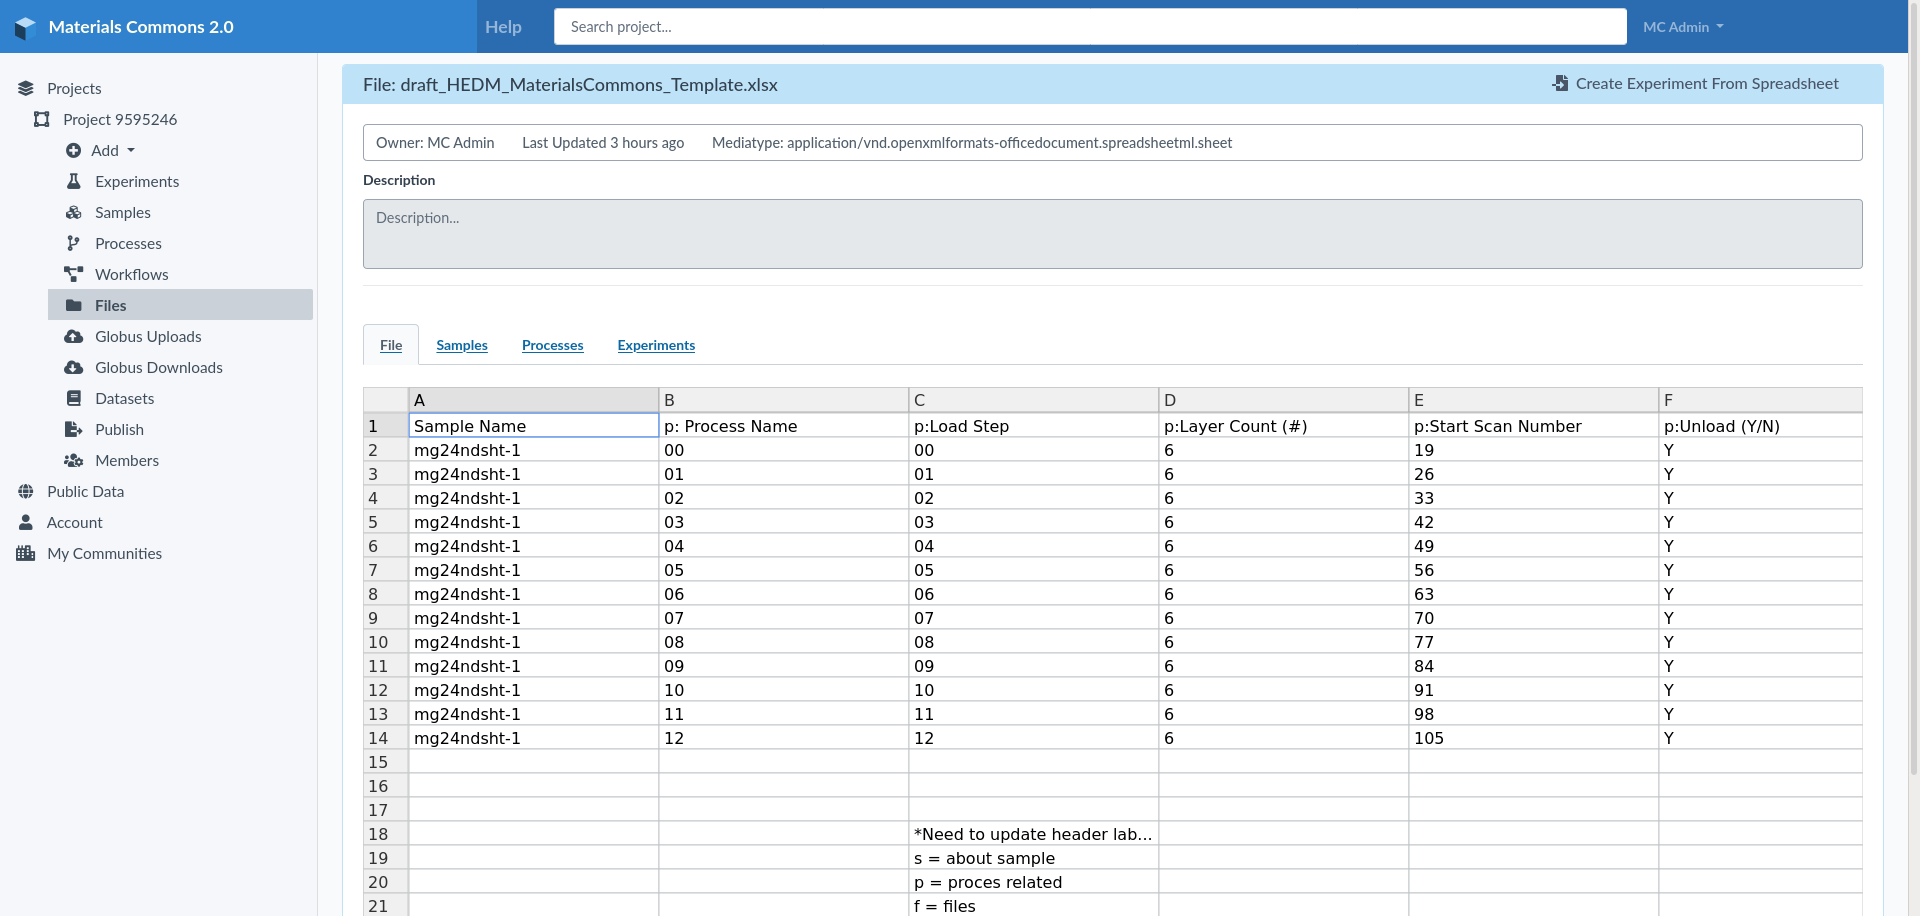 Materials Commons 2.0
Help
Search project...
MC Admin
Projects
Project 9595246
Add
Experiments
Samples
Processes
Workflows
Files
Globus Uploads
Globus Downloads
Datasets
Publish
Members
Public Data
Account
My Communities
File: draft_HEDM_MaterialsCommons_Template.xlsx
Create Experiment From Spreadsheet
Owner: MC Admin Last Updated 3 hours ago Mediatype: application/vnd.openxmlformats-officedocument.spreadsheetml.sheet
Description
Description...
File Samples Processes Experiments
A B C D E F
1 Sample Name p: Process Name p:Load Step p:Layer Count (#) p:Start Scan Number p:Unload (Y/N)
2 mg24ndsht-1 00 00 6 19 Y
3 mg24ndsht-1 01 01 6 26 Y
4 mg24ndsht-1 02 02 6 33 Y
5 mg24ndsht-1 03 03 6 42 Y
6 mg24ndsht-1 04 04 6 49 Y
7 mg24ndsht-1 05 05 6 56 Y
8 mg24ndsht-1 06 06 6 63 Y
9 mg24ndsht-1 07 07 6 70 Y
10 mg24ndsht-1 08 08 6 77 Y
11 mg24ndsht-1 09 09 6 84 Y
12 mg24ndsht-1 10 10 6 91 Y
13 mg24ndsht-1 11 11 6 98 Y
14 mg24ndsht-1 12 12 6 105 Y
15
16
17
18 *Need to update header lab...
19 s = about sample
20 p = proces related
21 f = files